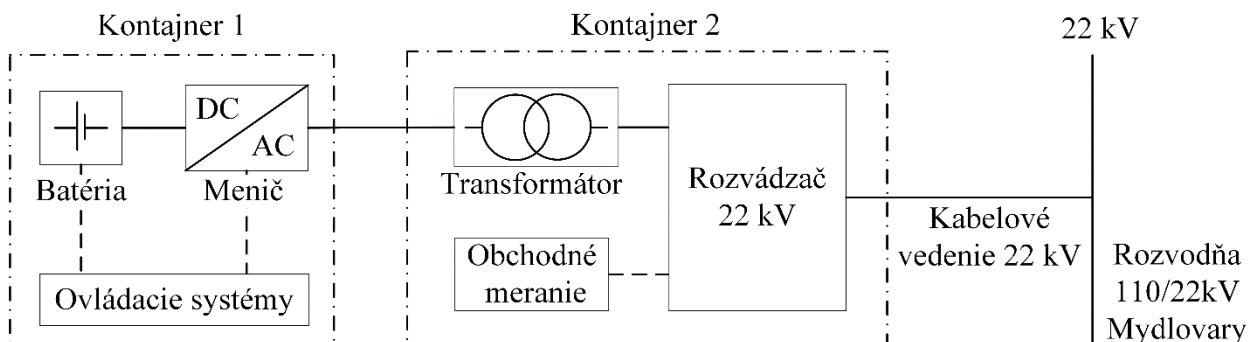 Kontajner 1
Kontajner 2
22 kV
DC
AC
Batéria
Menič
Transformátor
Rozvádzač
22 kV
Kabelové
vedenie 22 kV
Obchodné
meranie
Ovládacie systémy
Rozvodňa
110/22kV
Mydlovary